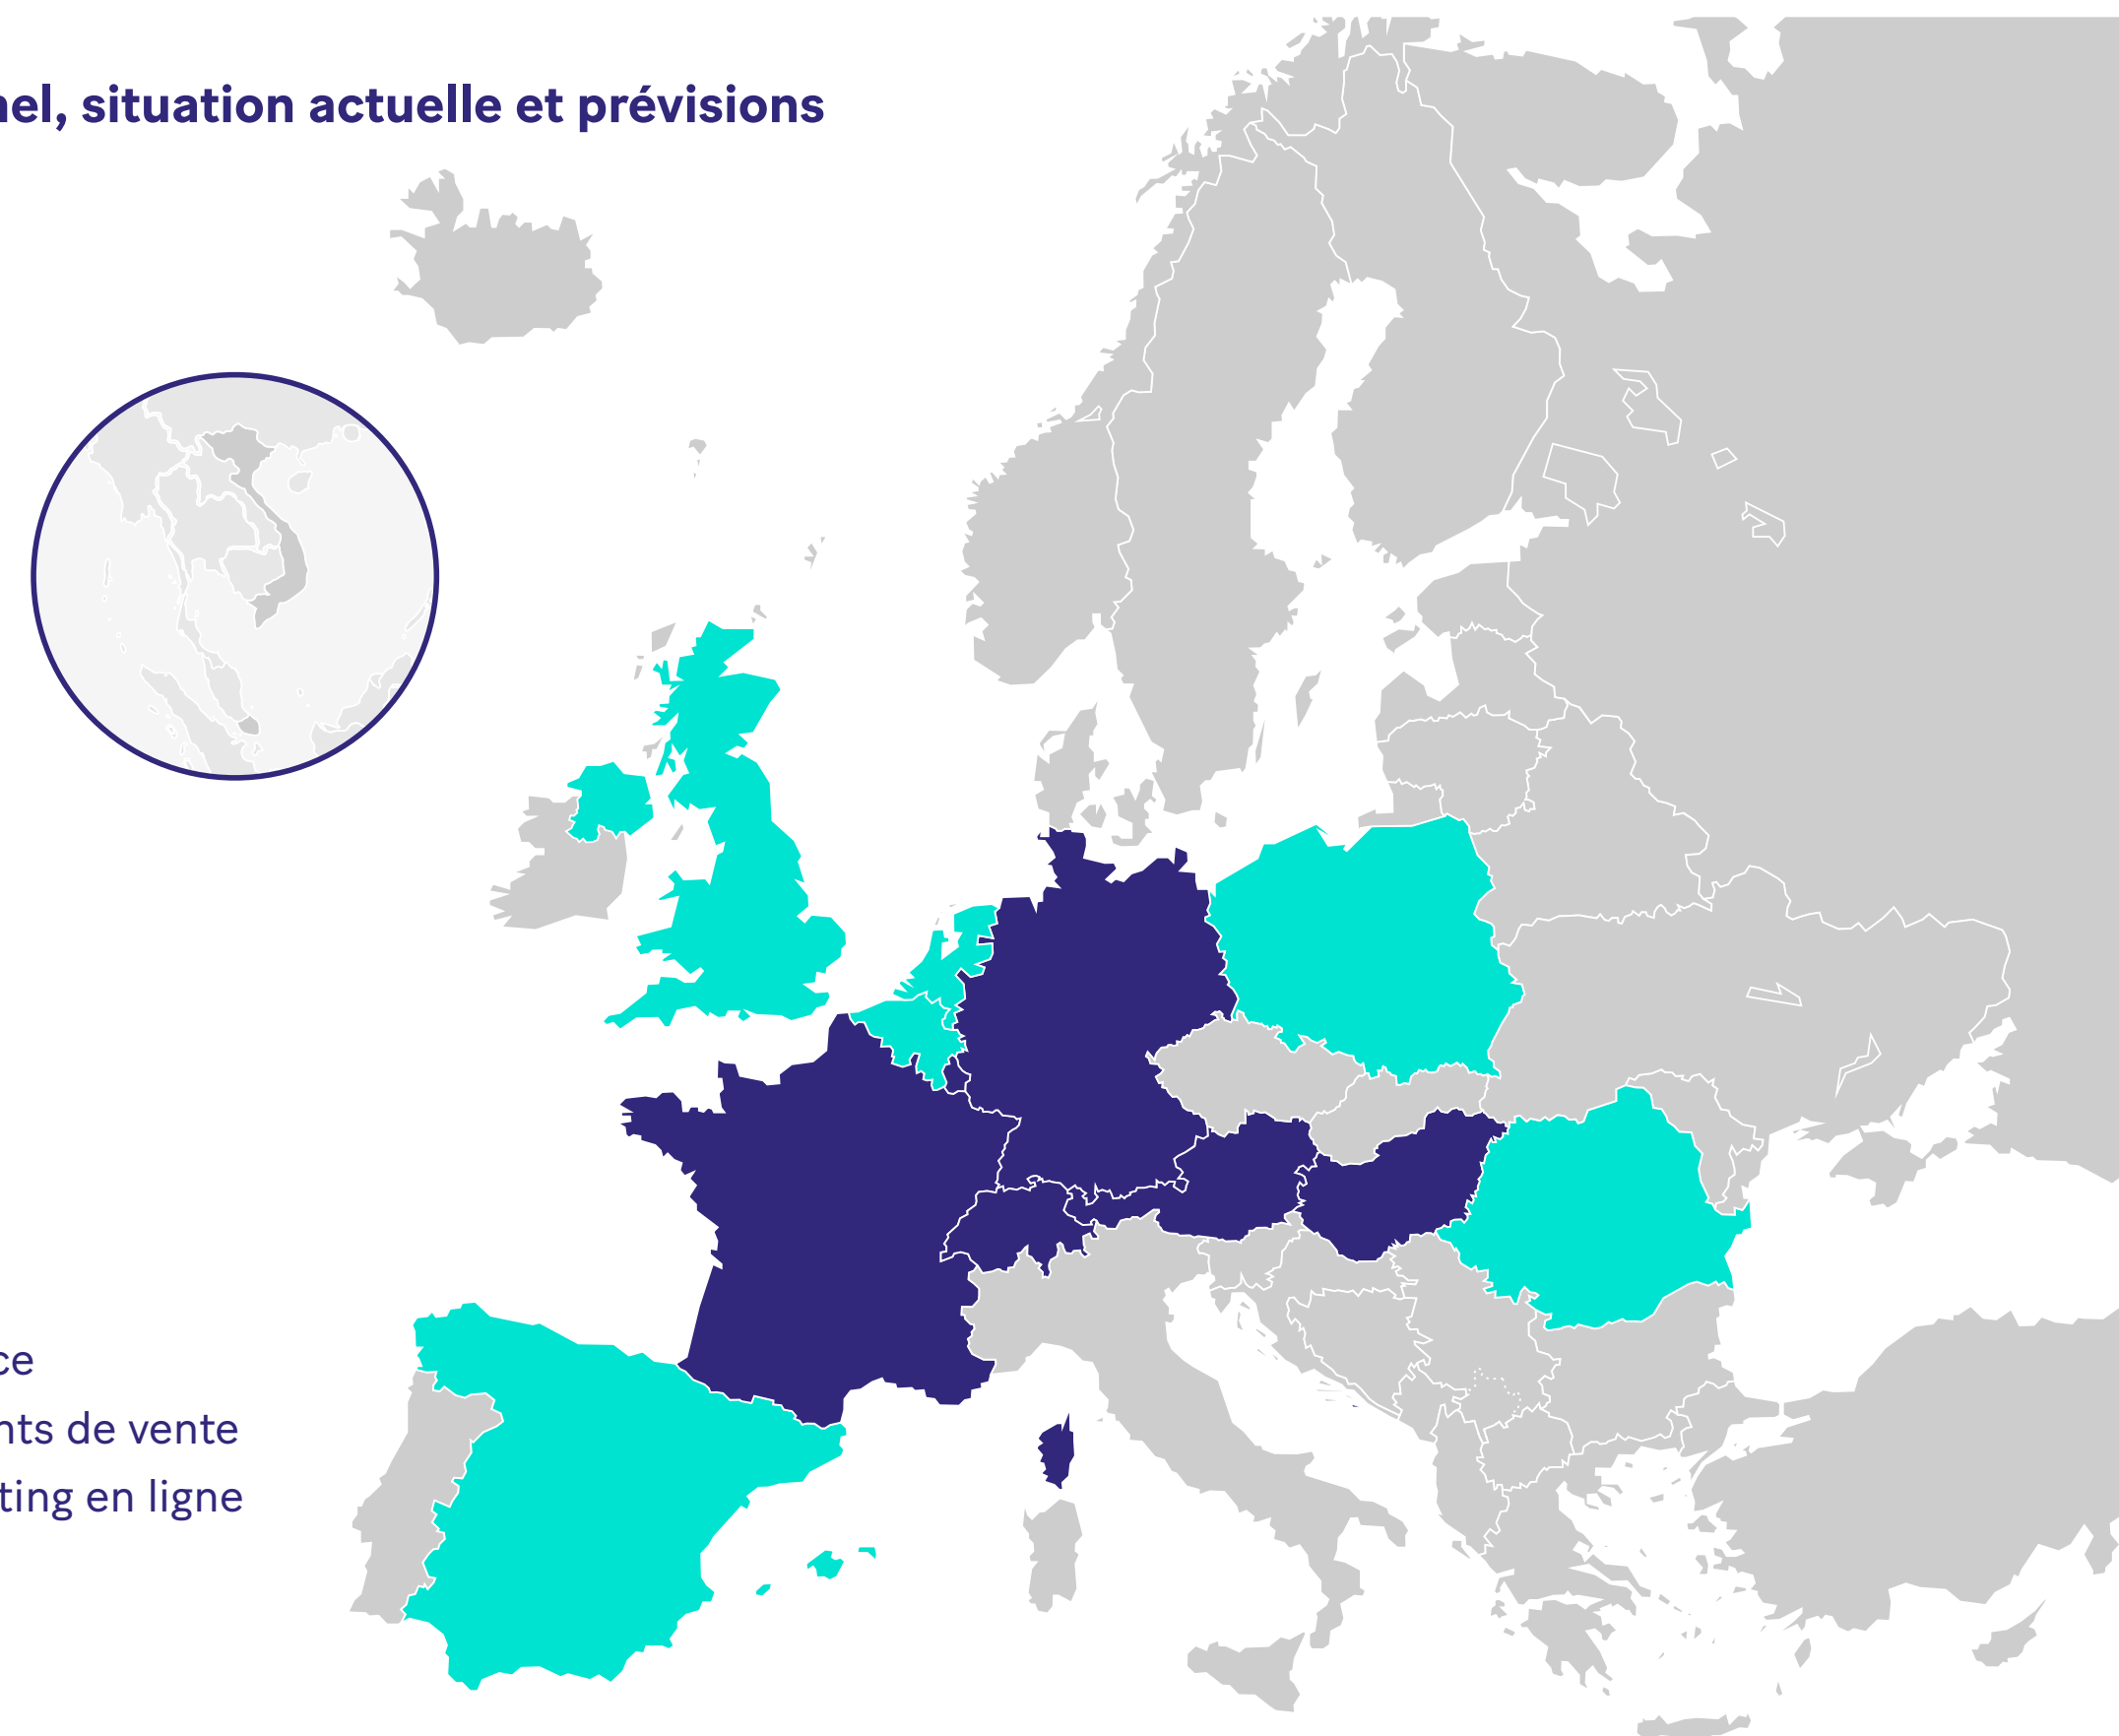 nel, situation actuelle et prévisions
ce
nts de vente
ting en ligne